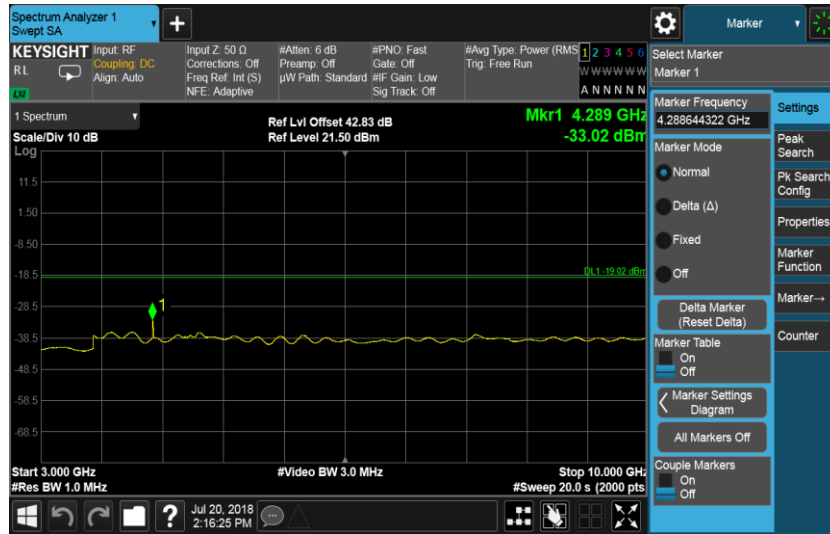 Spectrum Analyzer 1
Swept SA
+
Marker
KEYSIGHT
RL
LXI
Input: RF
Coupling: DC
Align: Auto
Input Z: 50 Ω
Corrections: Off
Freq Ref: Int (S)
NFE: Adaptive
#Atten: 6 dB
Preamp: Off
µW Path: Standard
#PNO: Fast
Gate: Off
#IF Gain: Low
Sig Track: Off
#Avg Type: Power (RMS
Trig: Free Run
1 2 3 4 5 6
W W W W W W
A N N N N N
Select Marker
Marker 1
1 Spectrum
Scale/Div 10 dB
Log
Ref Lvl Offset 42.83 dB
Ref Level 21.50 dBm
Mkr1 4.289 GHz
-33.02 dBm
11.5
1.50
-8.50
-18.5
-28.5
-38.5
-48.5
-58.5
-68.5
DL1 -19.02 dBm
1
Start 3.000 GHz
#Res BW 1.0 MHz
#Video BW 3.0 MHz
Stop 10.000 GHz
#Sweep 20.0 s (2000 pts
Marker Frequency
4.288644322 GHz
Marker Mode
Normal
Delta (Δ)
Fixed
Off
Delta Marker
(Reset Delta)
Marker Table
On
Off
Marker Settings
Diagram
All Markers Off
Couple Markers
On
Off
Settings
Peak
Search
Pk Search
Config
Properties
Marker
Function
Marker→
Counter
?
Jul 20, 2018
2:16:25 PM